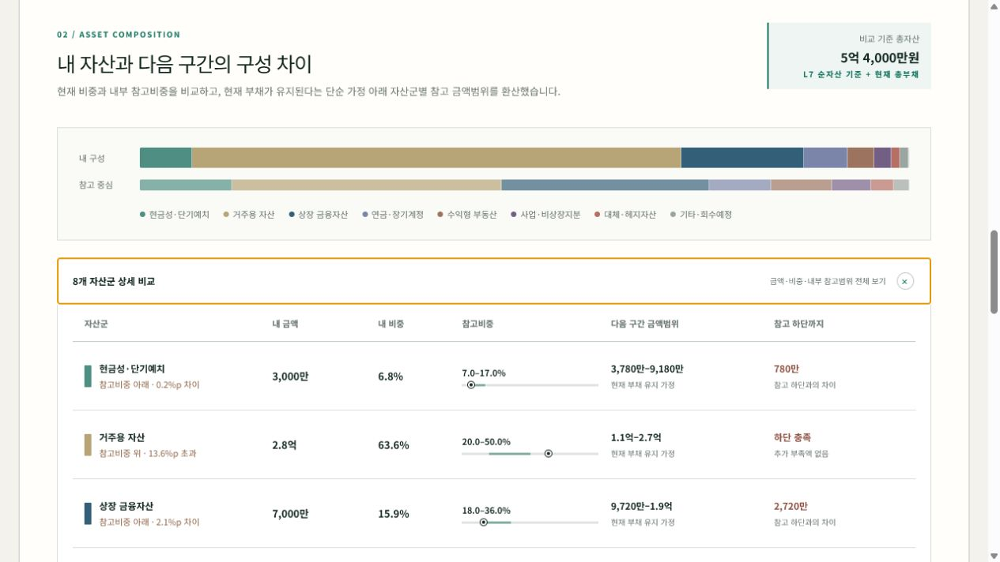 02 / ASSET COMPOSITION
내 자산과 다음 구간의 구성 차이
현재 비중과 내부 참고비중을 비교하고, 현재 부채가 유지된다는 단순 가정 아래 자산군별 참고 금액범위를 환산했습니다.
비교 기준 총자산
5억 4,000만원
L7 순자산 기준 + 현재 총부채
내 구성
참고 중심
현금성·단기예치 거주용 자산 상장 금융자산 연금·장기계정 수익형 부동산 사업·비상장지분 대체·헤지자산 기타·회수예정
8개 자산군 상세 비교 금액·비중·내부 참고범위 전체 보기 ×
자산군 내 금액 내 비중 참고비중 다음 구간 금액범위 참고 하단까지
현금성·단기예치 3,000만 6.8% 7.0–17.0% 3,780만–9,180만 780만
참고비중 아래 · 0.2%p 차이 현재 부채 유지 가정 참고 하단과의 차이
거주용 자산 2.8억 63.6% 20.0–50.0% 1.1억–2.7억 하단 충족
참고비중 위 · 13.6%p 초과 현재 부채 유지 가정 추가 부족액 없음
상장 금융자산 7,000만 15.9% 18.0–36.0% 9,720만–1.9억 2,720만
참고비중 아래 · 2.1%p 차이 현재 부채 유지 가정 참고 하단과의 차이